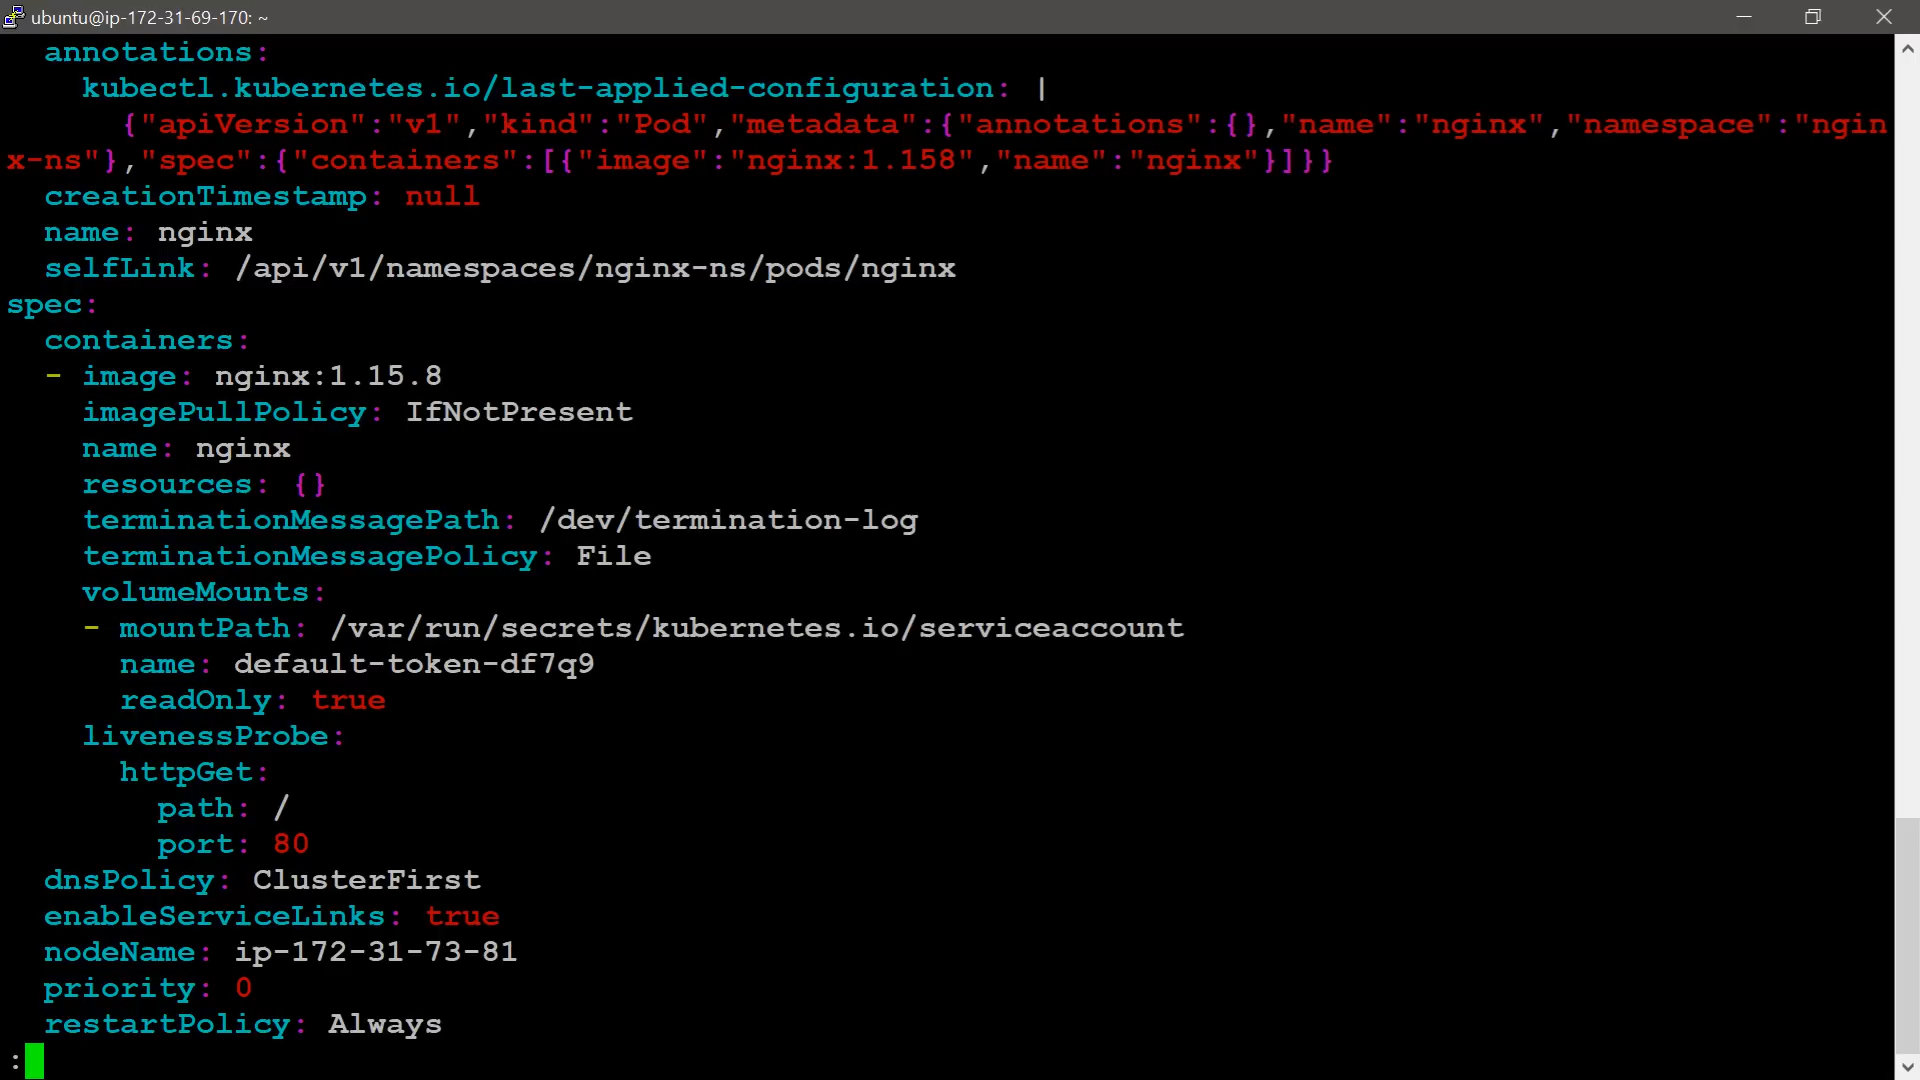 ubuntu@ip-172-31-69-170: ~
  annotations:
    kubectl.kubernetes.io/last-applied-configuration: |
      {"apiVersion":"v1","kind":"Pod","metadata":{"annotations":{},"name":"nginx","namespace":"ngin
x-ns"},"spec":{"containers":[{"image":"nginx:1.158","name":"nginx"}]}}
  creationTimestamp: null
  name: nginx
  selfLink: /api/v1/namespaces/nginx-ns/pods/nginx
spec:
  containers:
  - image: nginx:1.15.8
    imagePullPolicy: IfNotPresent
    name: nginx
    resources: {}
    terminationMessagePath: /dev/termination-log
    terminationMessagePolicy: File
    volumeMounts:
    - mountPath: /var/run/secrets/kubernetes.io/serviceaccount
      name: default-token-df7q9
      readOnly: true
    livenessProbe:
      httpGet:
        path: /
        port: 80
  dnsPolicy: ClusterFirst
  enableServiceLinks: true
  nodeName: ip-172-31-73-81
  priority: 0
  restartPolicy: Always
: